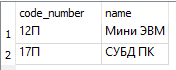 code_number name
1 12П Мини ЭВМ
2 17П СУБД ПК